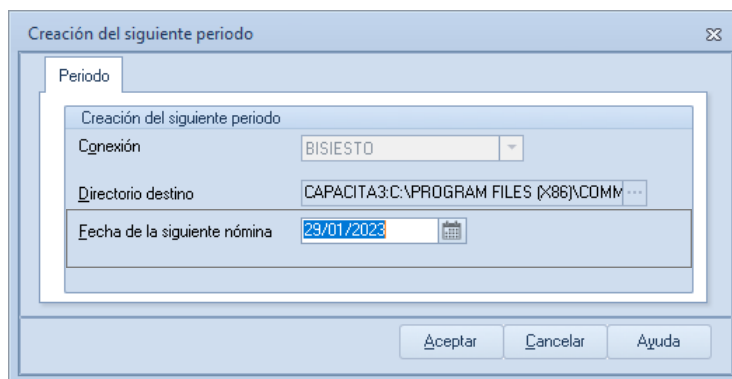 Creación del siguiente periodo
Periodo
Creación del siguiente periodo
Conexión
BISIESTO
Directorio destino
CAPACITA3:C:\PROGRAM FILES (X86)\COMM
Fecha de la siguiente nómina
29/01/2023
Aceptar
Cancelar
Ayuda